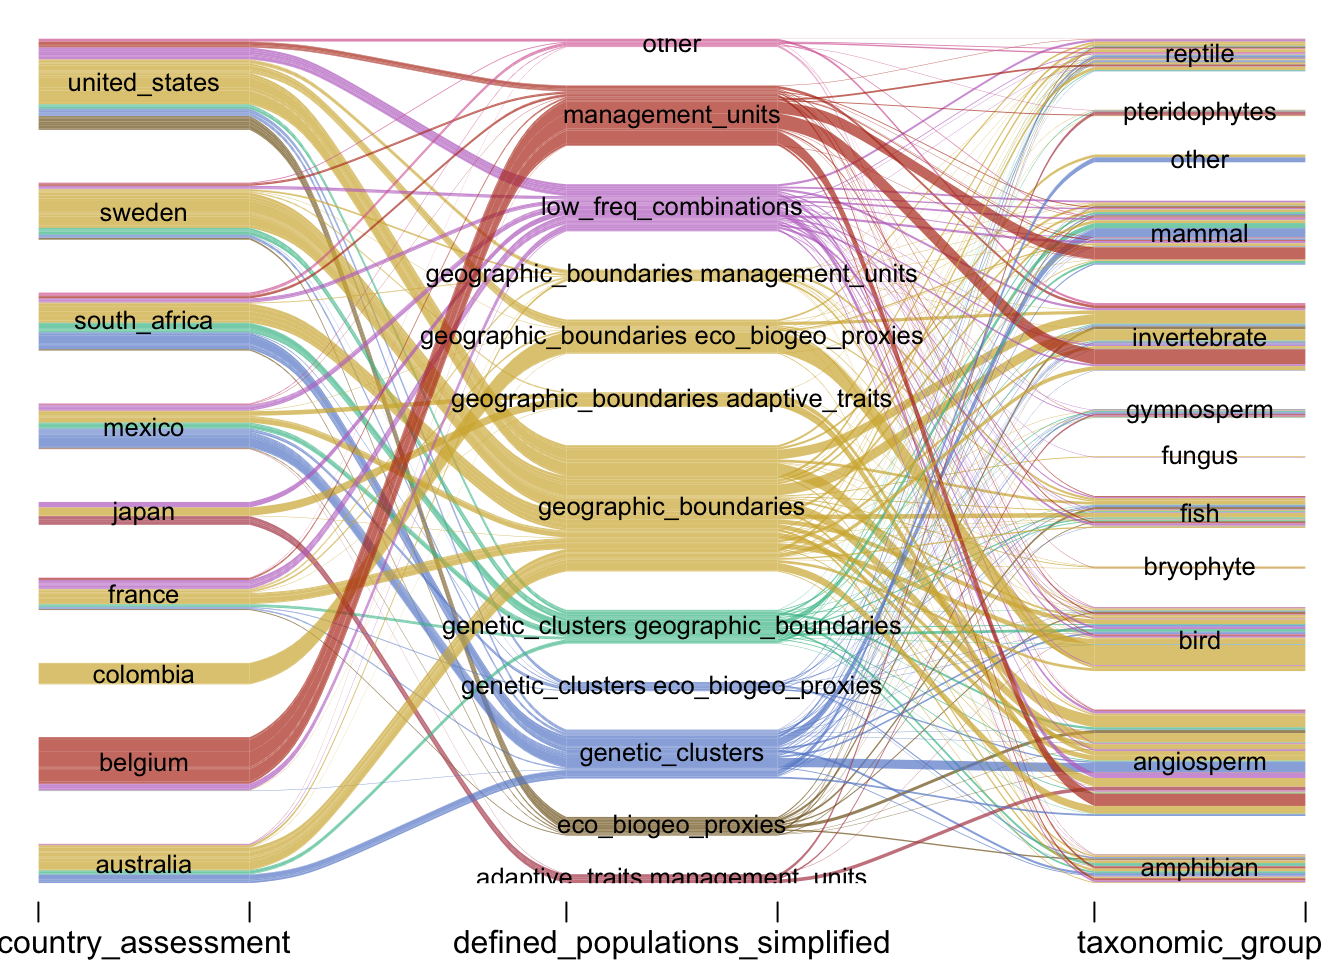 united_states
sweden
south_africa
mexico
japan
france
colombia
belgium
australia
other
management_units
low_freq_combinations
geographic_boundaries management_units
geographic_boundaries eco_biogeo_proxies
geographic_boundaries adaptive_traits
geographic_boundaries
genetic_clusters geographic_boundaries
genetic_clusters eco_biogeo_proxies
genetic_clusters
eco_biogeo_proxies
adaptive_traits management_units
reptile
pteridophytes
other
mammal
invertebrate
gymnosperm
fungus
fish
bryophyte
bird
angiosperm
amphibian
country_assessment
defined_populations_simplified
taxonomic_group